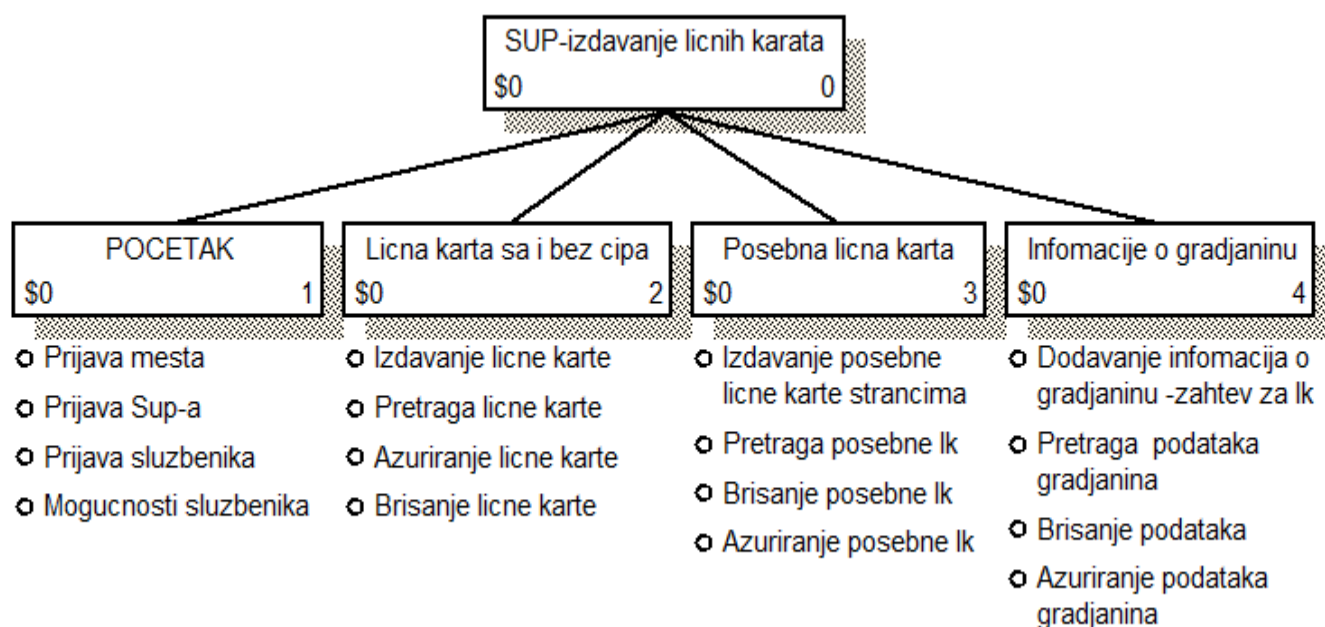 SUP-izdavanje licnih karata
$0 0
POCETAK
$0 1
Prijava mesta
Prijava Sup-a
Prijava sluzbenika
Mogucnosti sluzbenika
Licna karta sa i bez cipa
$0 2
Izdavanje licne karte
Pretraga licne karte
Azuriranje licne karte
Brisanje licne karte
Posebna licna karta
$0 3
Izdavanje posebne
licne karte strancima
Pretraga posebne lk
Brisanje posebne lk
Azuriranje posebne lk
Infomacije o gradjaninu
$0 4
Dodavanje infomacija o
gradjaninu -zahtev za lk
Pretraga podataka
gradjanina
Brisanje podataka
Azuriranje podataka
gradjanina